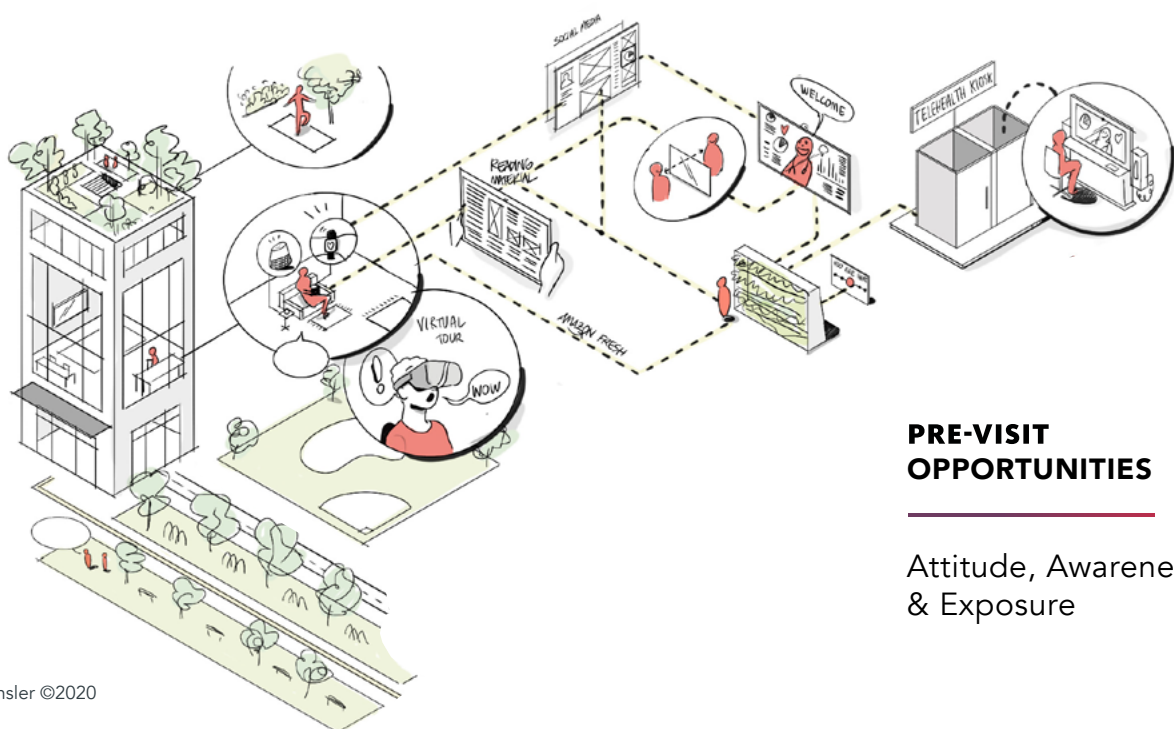 SOCIAL MEDIA
WELCOME
TELEHEALTH KIOSK
READING
MATERIAL
VIRTUAL
TOUR
WOW
AMAZON FRESH
PRE-VISIT
OPPORTUNITIES
Attitude, Awarene
& Exposure
nsler ©2020